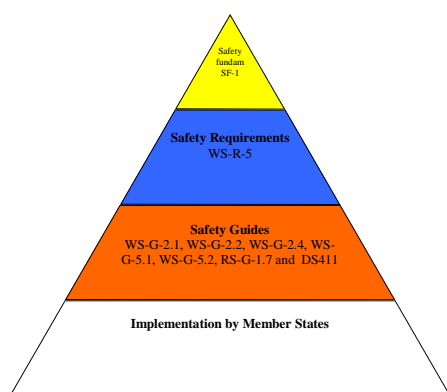 Safety
fundam
SF-1
Safety Requirements
WS-R-5
Safety Guides
WS-G-2.1, WS-G-2.2, WS-G-2.4, WS-
G-5.1, WS-G-5.2, RS-G-1.7 and DS411
Implementation by Member States